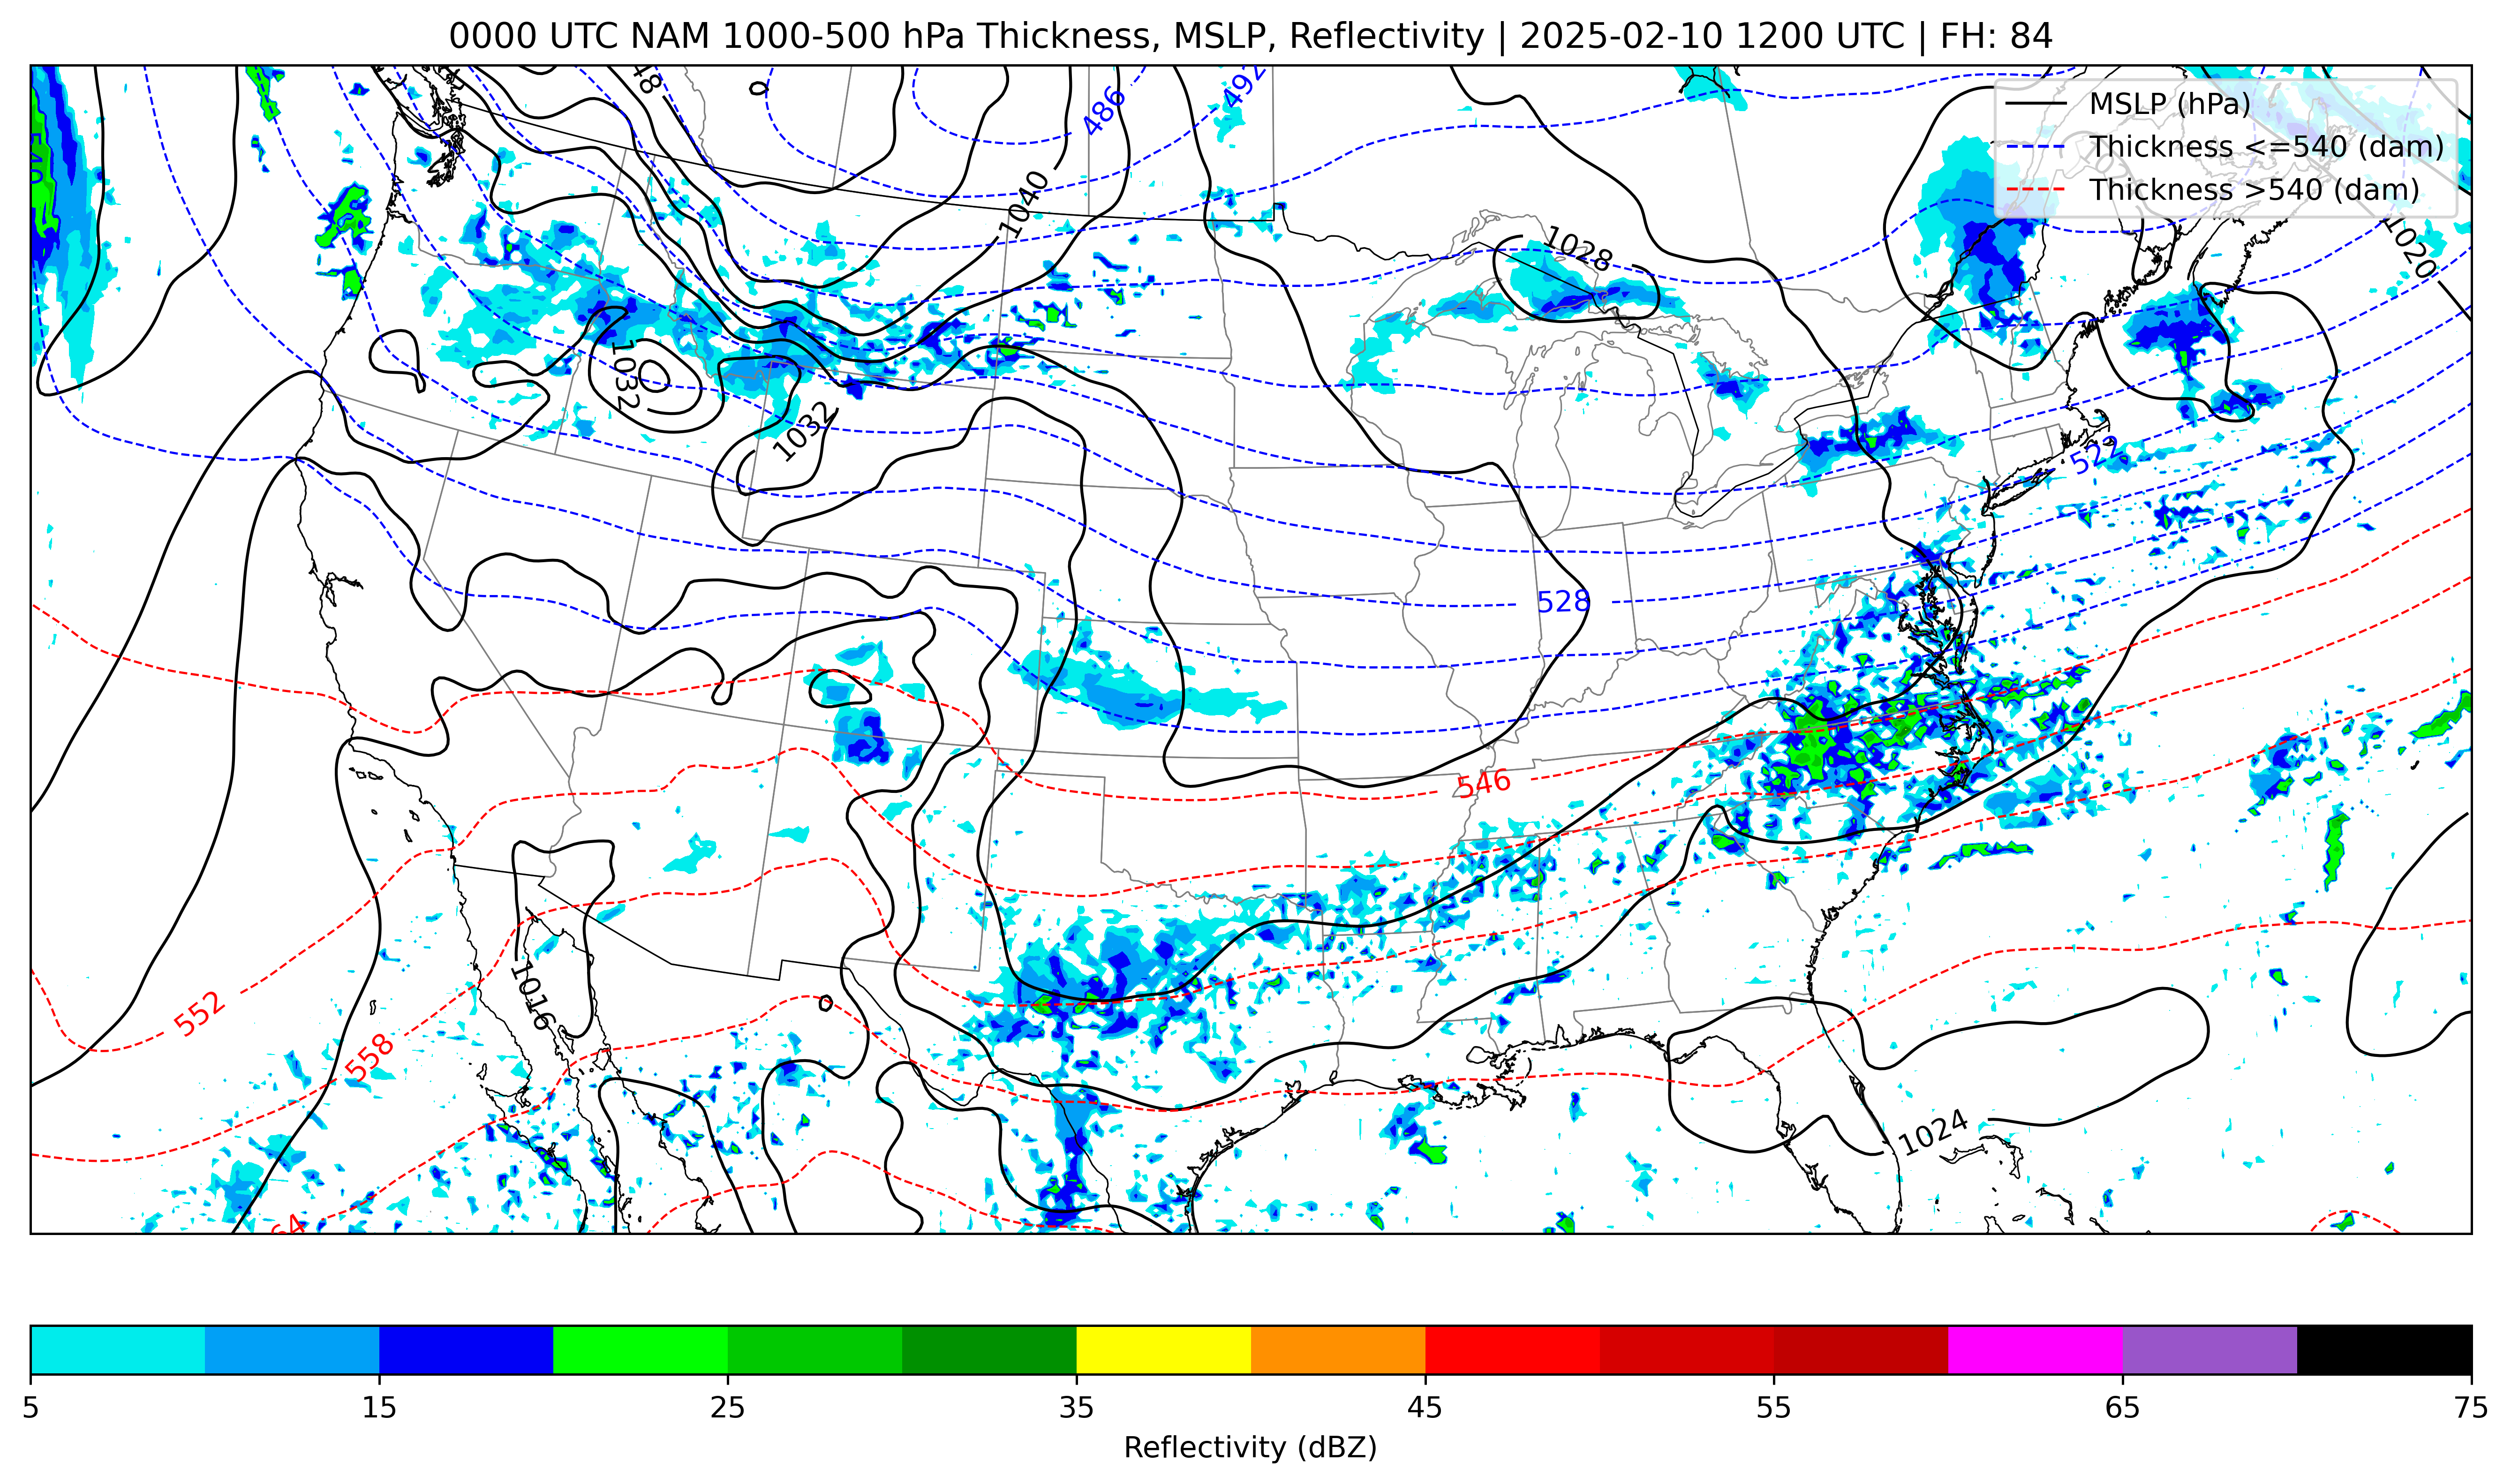 0000 UTC NAM 1000-500 hPa Thickness, MSLP, Reflectivity | 2025-02-10 1200 UTC | FH: 84
MSLP (hPa)
Thickness <=540 (dam)
Thickness >540 (dam)
48
486
492
540
1040
1028
1020
1032
1032
522
528
546
552
1016
558
1024
64
5 15 25 35 45 55 65 75
Reflectivity (dBZ)